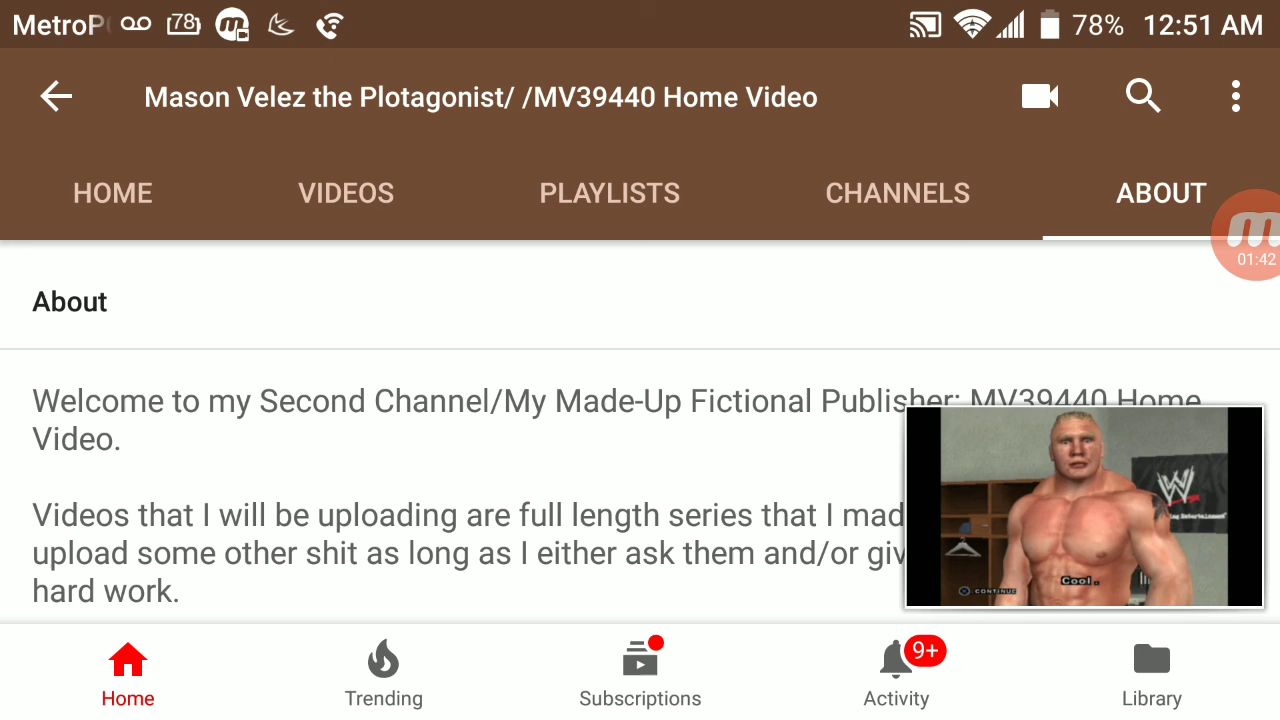 MetroP 78 78% 12:51 AM
Mason Velez the Plotagonist/ /MV39440 Home Video
HOME VIDEOS PLAYLISTS CHANNELS ABOUT
01:42
About
Welcome to my Second Channel/My Made-Up Fictional Publisher: MV39440 Home
Video.
Videos that I will be uploading are full length series that I mad
upload some other shit as long as I either ask them and/or giv
hard work.
W
Entertainment
Cool.
CONTINUE
Home Trending Subscriptions 9+ Activity Library